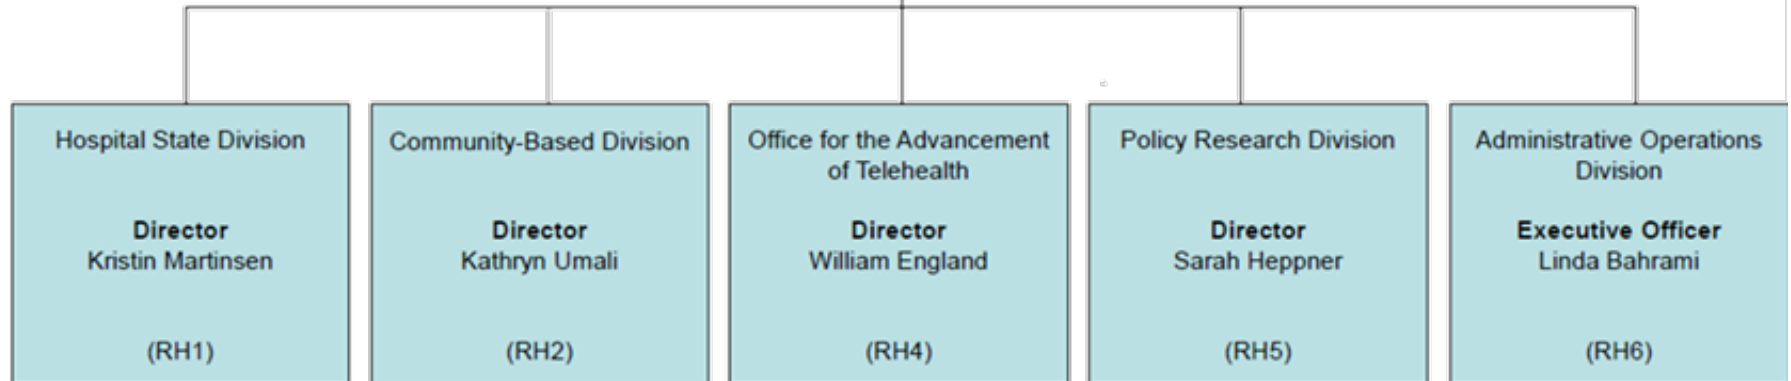 Hospital State Division
Director
Kristin Martinsen
(RH1)
Community-Based Division
Director
Kathryn Umali
(RH2)
Office for the Advancement
of Telehealth
Director
William England
(RH4)
Policy Research Division
Director
Sarah Heppner
(RH5)
Administrative Operations
Division
Executive Officer
Linda Bahrami
(RH6)